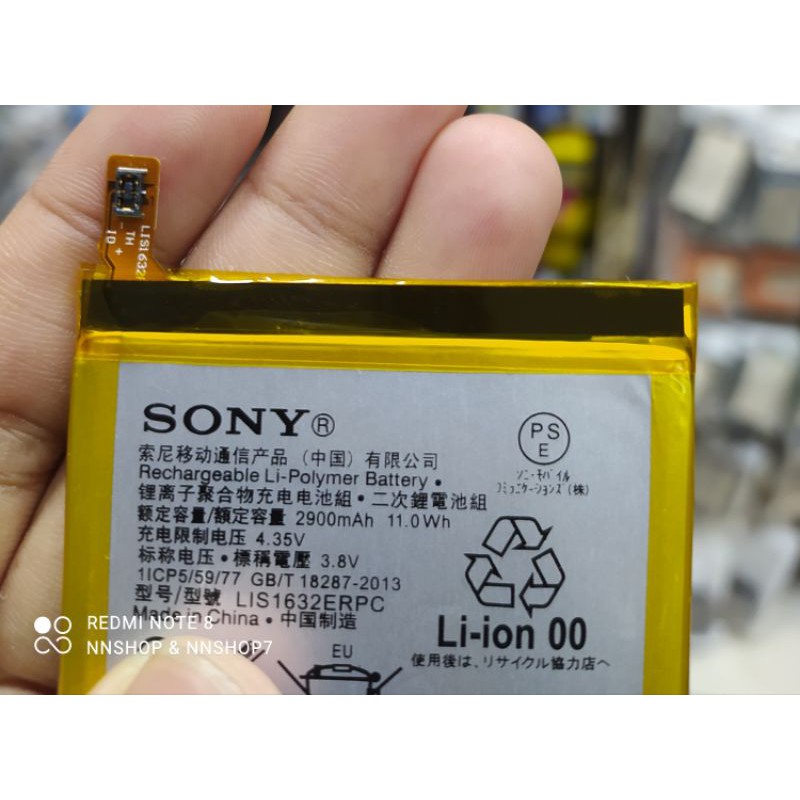 LIS1632
- +
TH ID
SONY®
索尼移动通信产品 (中国) 有限公司
Rechargeable Li-Polymer Battery •
锂离子聚合物充电电池組 • 二次鋰電池組
额定容量/額定容量 2900mAh 11.0Wh
充电限制电压 4.35V
标称电压 • 標稱電壓 3.8V
1ICP5/59/77 GB/T 18287-2013
型号/型號 LIS1632ERPC
Made in China • 中国制造
PS
E
ソニーモバイル
コミュニケーションズ(株)
Li-ion 00
使用後は、リサイクル協力店へ
EU
REDMI NOTE 8
NNSHOP & NNSHOP7